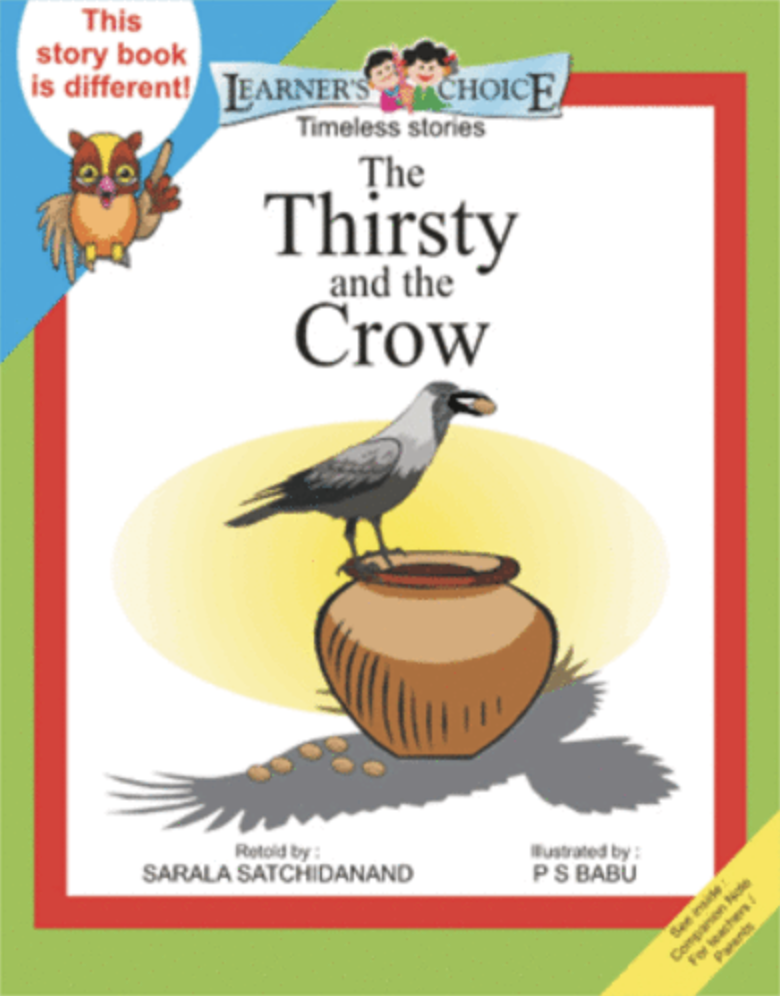 This
story book
is different!
LEARNER'S CHOICE
Timeless stories
The
Thirsty
and the
Crow
Retold by :
SARALA SATCHIDANAND
Illustrated by :
P S BABU
See inside :
Companion Note
For teachers /
Parents